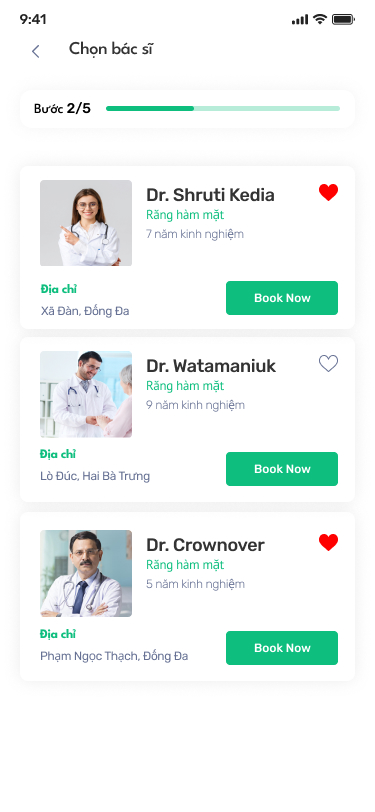 9:41
Chọn bác sĩ
Bước 2/5
Dr. Shruti Kedia
Răng hàm mặt
7 năm kinh nghiệm
Địa chỉ
Xã Đàn, Đống Đa
Book Now
Dr. Watamaniuk
Răng hàm mặt
9 năm kinh nghiệm
Địa chỉ
Lò Đúc, Hai Bà Trưng
Book Now
Dr. Crownover
Răng hàm mặt
5 năm kinh nghiệm
Địa chỉ
Phạm Ngọc Thạch, Đống Đa
Book Now